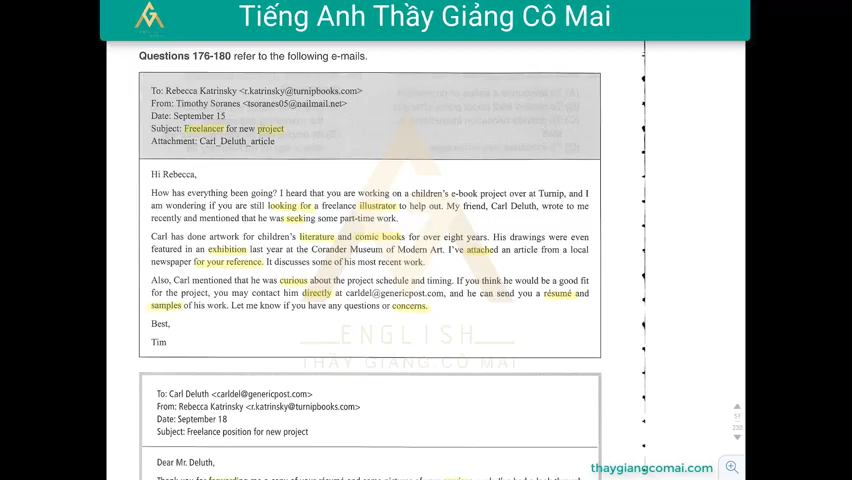 Tiếng Anh Thầy Giảng Cô Mai
Questions 176-180 refer to the following e-mails.
To: Rebecca Katrinsky <r.katrinsky@turnipbooks.com>
From: Timothy Soranes <tsoranes05@nailmail.net>
Date: September 15
Subject: Freelancer for new project
Attachment: Carl_Deluth_article
Hi Rebecca,
How has everything been going? I heard that you are working on a children's e-book project over at Turnip, and I
am wondering if you are still looking for a freelance illustrator to help out. My friend, Carl Deluth, wrote to me
recently and mentioned that he was seeking some part-time work.
Carl has done artwork for children's literature and comic books for over eight years. His drawings were even
featured in an exhibition last year at the Corander Museum of Modern Art. I've attached an article from a local
newspaper for your reference. It discusses some of his most recent work.
Also, Carl mentioned that he was curious about the project schedule and timing. If you think he would be a good fit
for the project, you may contact him directly at carldel@genericpost.com, and he can send you a résumé and
samples of his work. Let me know if you have any questions or concerns.
Best,
Tim
ENGLISH
THẦY GIẢNG CÔ MAI
To: Carl Deluth <carldel@genericpost.com>
From: Rebecca Katrinsky <r.katrinsky@turnipbooks.com>
Date: September 18
Subject: Freelance position for new project
Dear Mr. Deluth,
57
220
thaygiangcomai.com